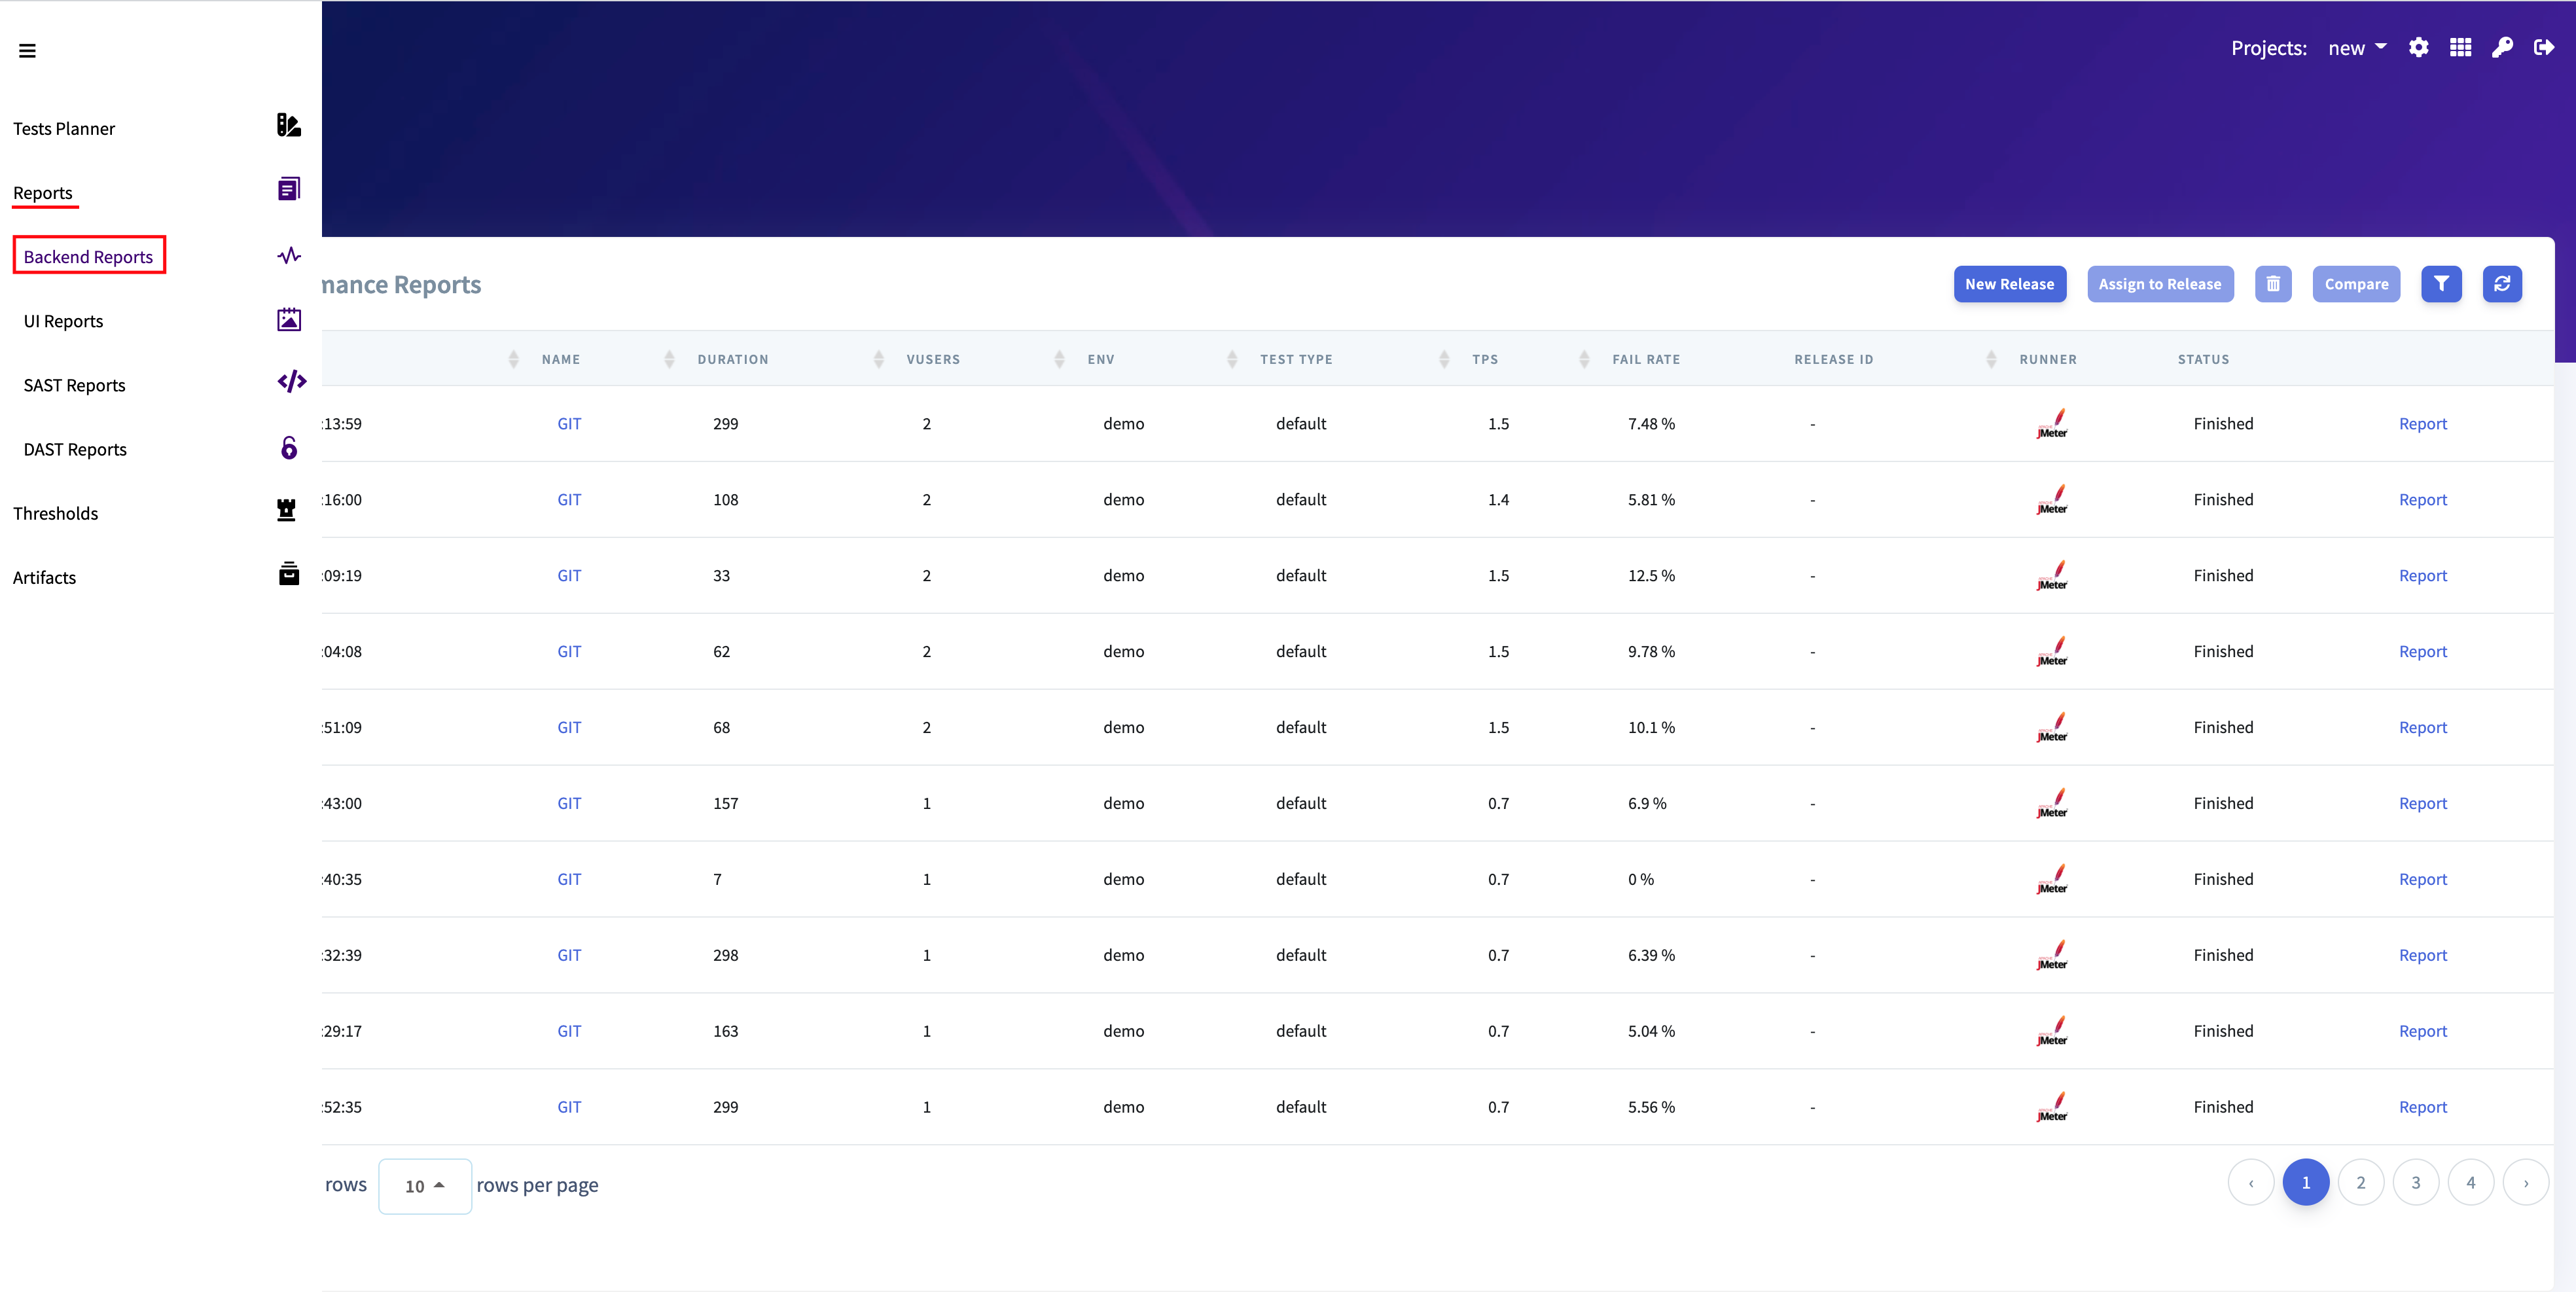 Projects: new
Tests Planner
Reports
Backend Reports
UI Reports
SAST Reports
DAST Reports
Thresholds
Artifacts
mance Reports
New Release Assign to Release Compare
NAME DURATION VUSERS ENV TEST TYPE TPS FAIL RATE RELEASE ID RUNNER STATUS
:13:59 GIT 299 2 demo default 1.5 7.48 % - JMeter Finished Report
:16:00 GIT 108 2 demo default 1.4 5.81 % - JMeter Finished Report
:09:19 GIT 33 2 demo default 1.5 12.5 % - JMeter Finished Report
:04:08 GIT 62 2 demo default 1.5 9.78 % - JMeter Finished Report
:51:09 GIT 68 2 demo default 1.5 10.1 % - JMeter Finished Report
:43:00 GIT 157 1 demo default 0.7 6.9 % - JMeter Finished Report
:40:35 GIT 7 1 demo default 0.7 0 % - JMeter Finished Report
:32:39 GIT 298 1 demo default 0.7 6.39 % - JMeter Finished Report
:29:17 GIT 163 1 demo default 0.7 5.04 % - JMeter Finished Report
:52:35 GIT 299 1 demo default 0.7 5.56 % - JMeter Finished Report
rows 10 rows per page ‹ 1 2 3 4 ›